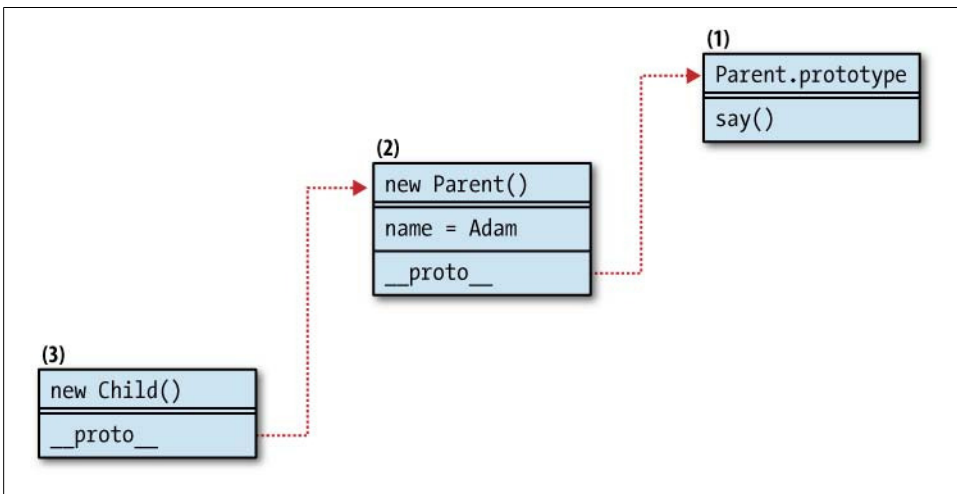 (1)
Parent.prototype
say()
(2)
new Parent()
name = Adam
__proto__
(3)
new Child()
__proto__